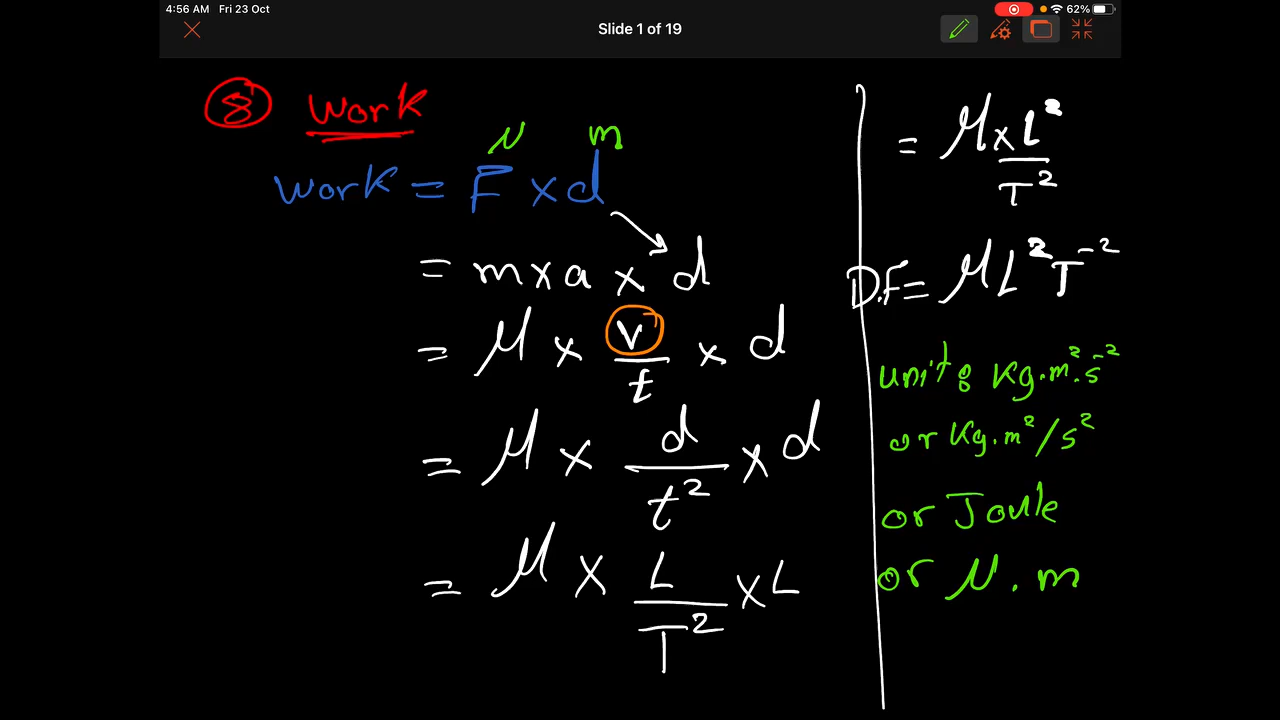 4:56 AM Fri 23 Oct
62%
Slide 1 of 19
⑧ Work
N m
Work = F × d
= m × a × d
= M × v/t × d
= M × d/t² × d
= M × L/T² × L
= M × L²/T²
D.F = M L² T⁻²
unit: Kg.m².s⁻²
or Kg.m²/s²
or Joule
or N.m